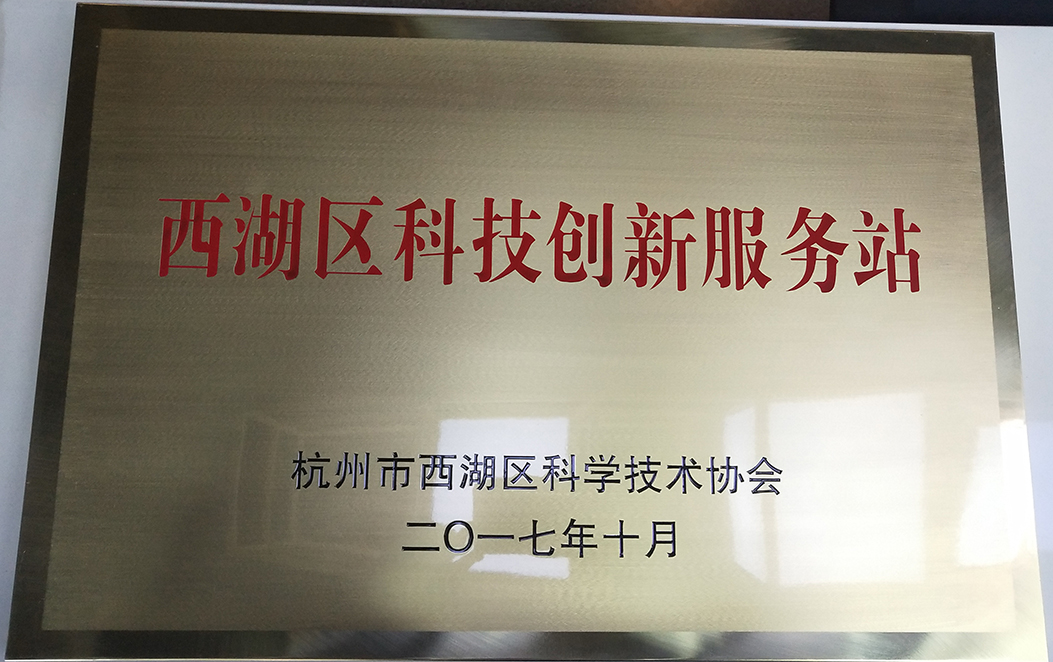 西湖区科技创新服务站
杭州市西湖区科学技术协会
二〇一七年十月